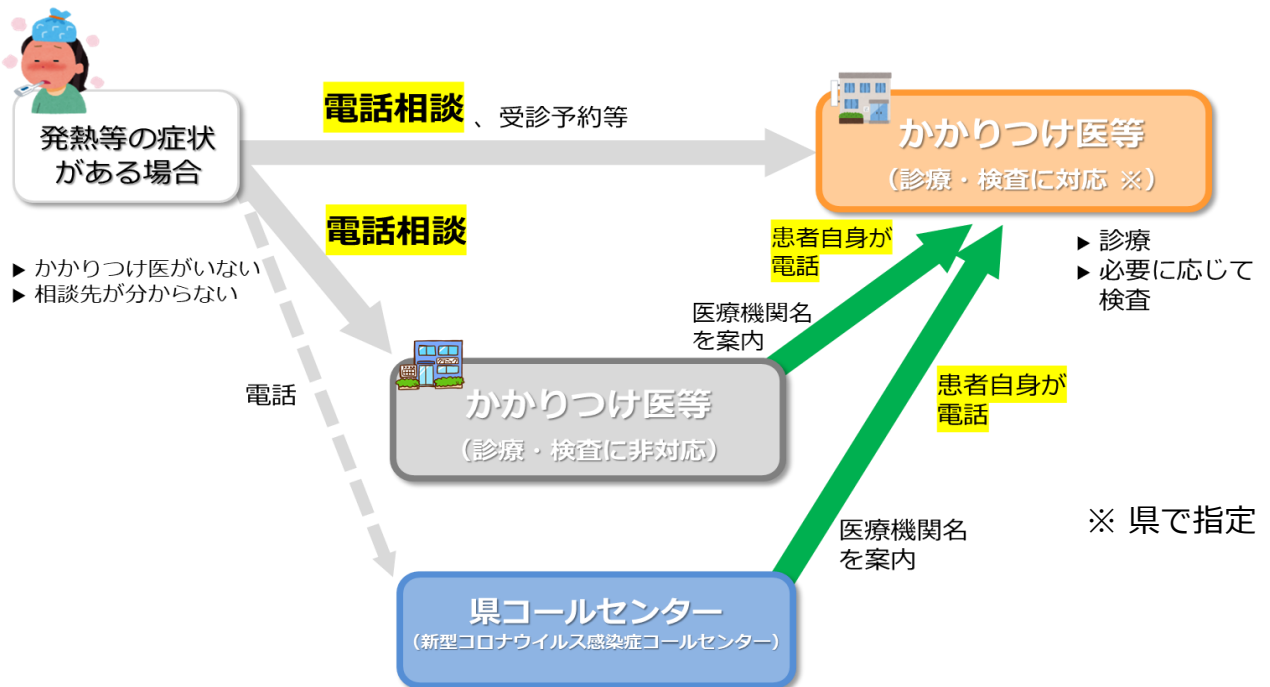 発熱等の症状
がある場合
電話相談 、受診予約等
かかりつけ医等
（診療・検査に対応 ※）
▶ 診療
▶ 必要に応じて
検査
電話相談
▶ かかりつけ医がいない
▶ 相談先が分からない
患者自身が
電話
医療機関名
を案内
かかりつけ医等
（診療・検査に非対応）
電話
患者自身が
電話
医療機関名
を案内
県コールセンター
（新型コロナウイルス感染症コールセンター）
※ 県で指定